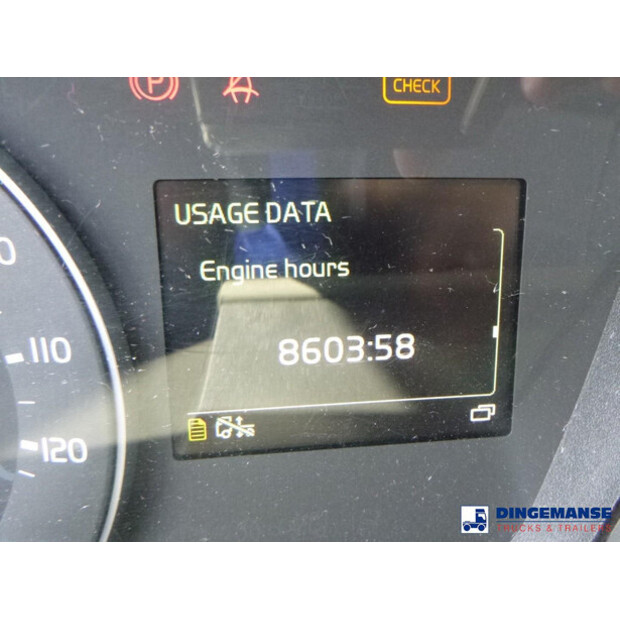 P
CHECK
USAGE DATA
Engine hours
8603:58
110
120
DINGEMANSE
TRUCKS & TRAILERS